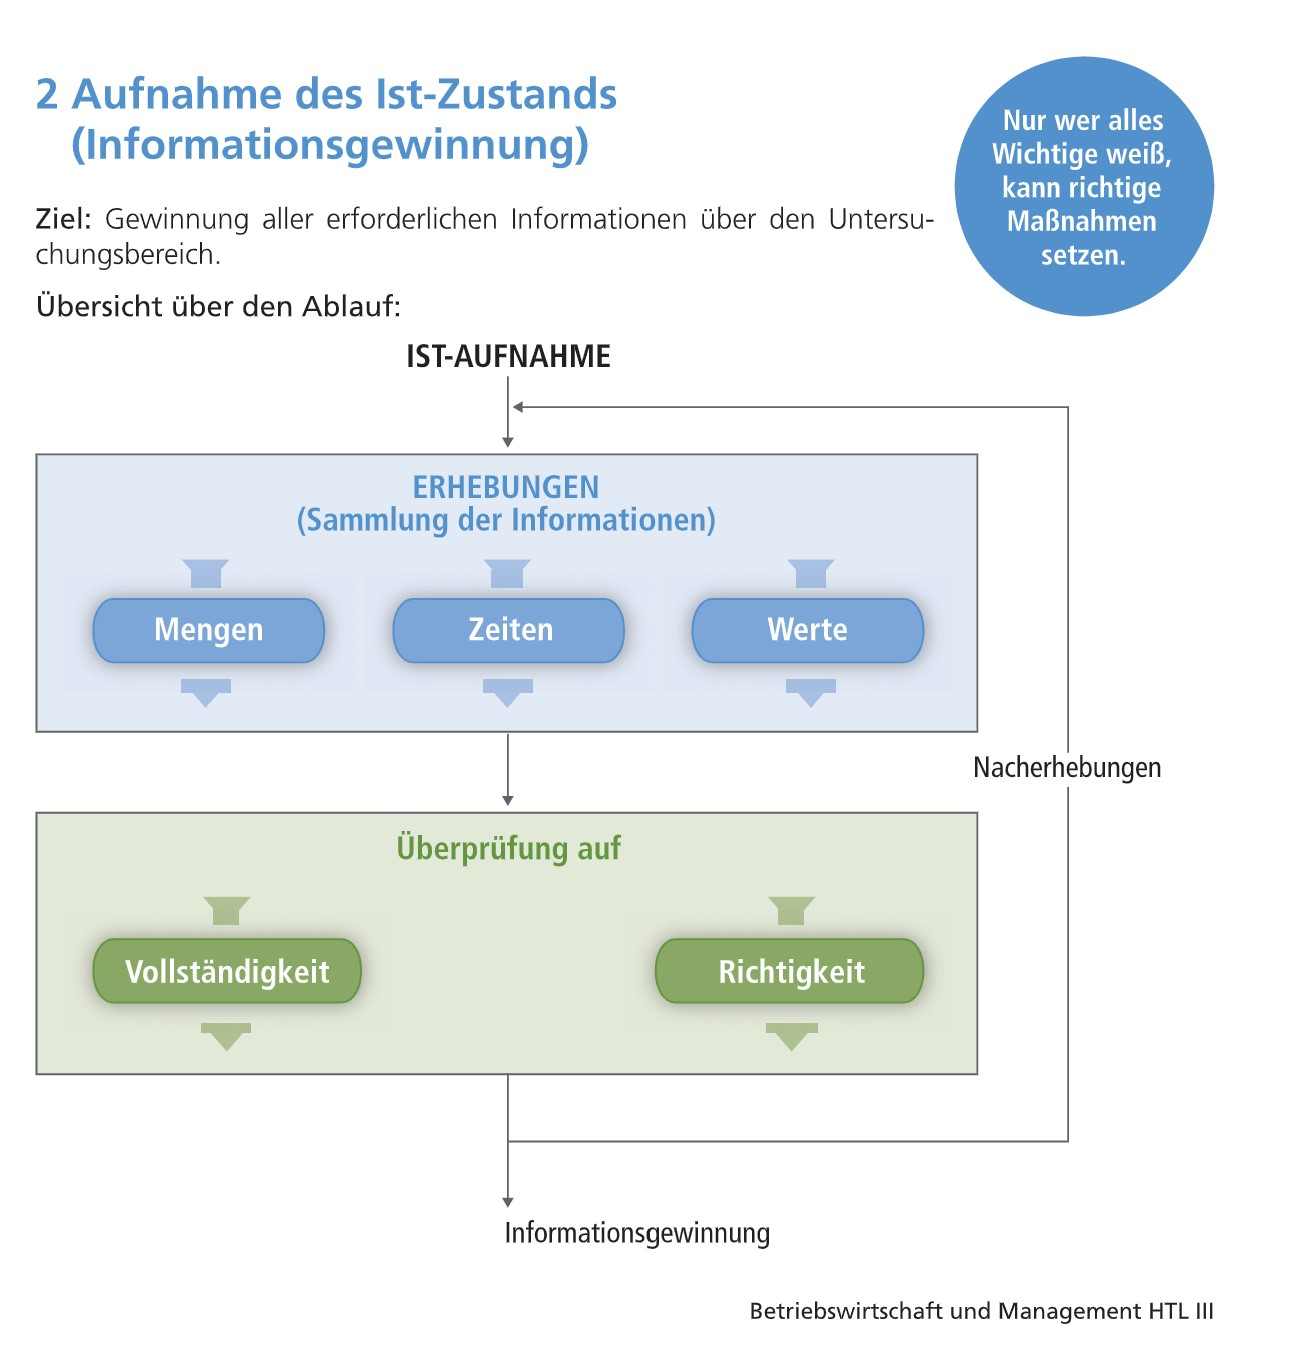 2 Aufnahme des Ist-Zustands
(Informationsgewinnung)
Nur wer alles
Wichtige weiß,
kann richtige
Maßnahmen
setzen.
Ziel: Gewinnung aller erforderlichen Informationen über den Untersu-
chungsbereich.
Übersicht über den Ablauf:
IST-AUFNAHME
ERHEBUNGEN
(Sammlung der Informationen)
Mengen
Zeiten
Werte
Nacherhebungen
Überprüfung auf
Vollständigkeit
Richtigkeit
Informationsgewinnung
Betriebswirtschaft und Management HTL III